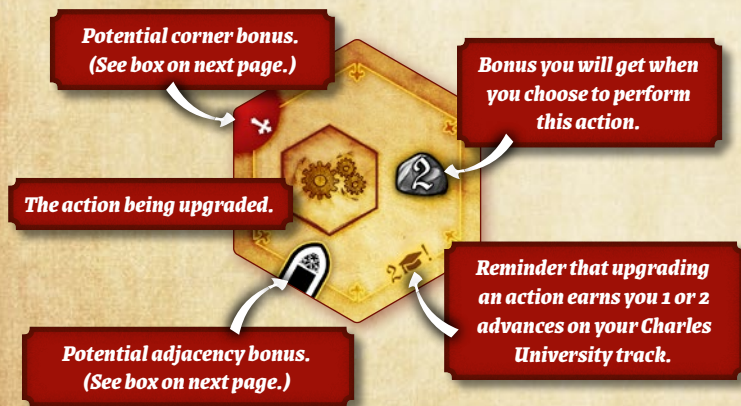 Potential corner bonus.
(See box on next page.)
Bonus you will get when
you choose to perform
this action.
2
The action being upgraded.
2 !
Reminder that upgrading
an action earns you 1 or 2
advances on your Charles
University track.
Potential adjacency bonus.
(See box on next page.)